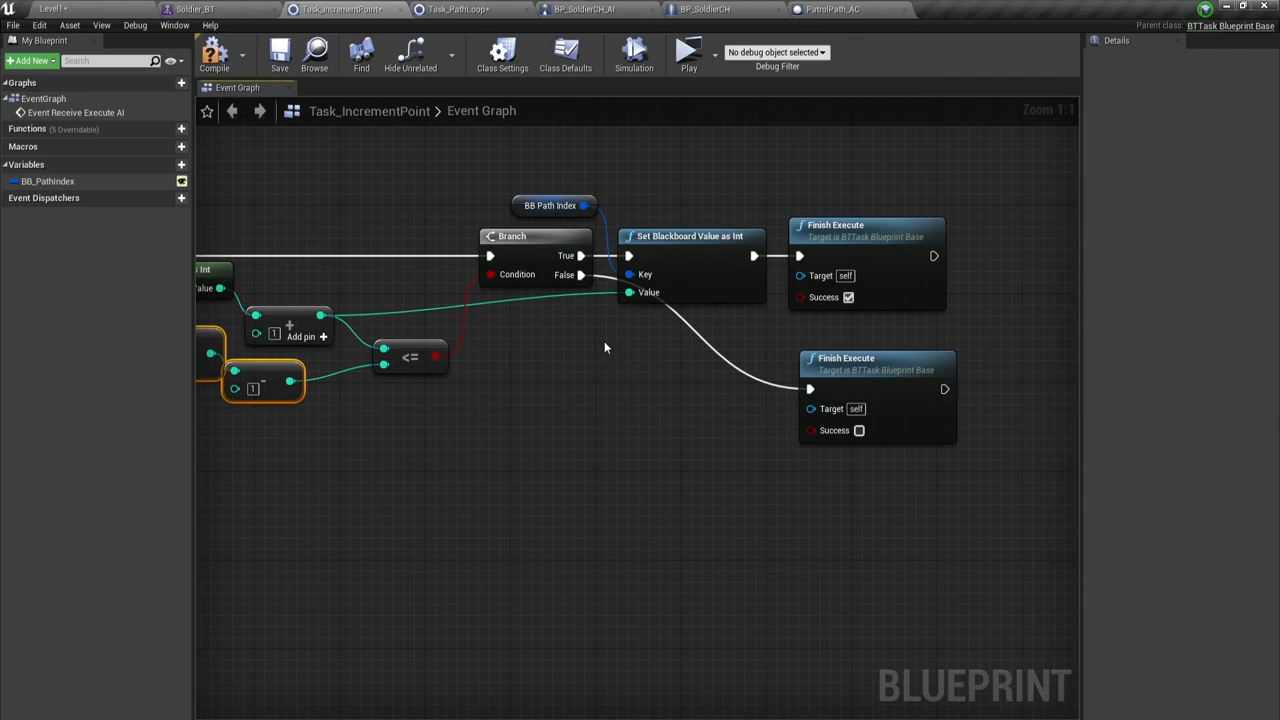 Level1*
Soldier_BT
Task_IncrementPoint*
Task_PathLoop*
BP_SoldierCH_AI
BP_SoldierCH
PatrolPath_AC
File
Edit
Asset
View
Debug
Window
Help
Parent class: BTTask Blueprint Base
My Blueprint
Details
Add New
Search
Compile
Save
Browse
Find
Hide Unrelated
Class Settings
Class Defaults
Simulation
Play
No debug object selected
Debug Filter
Graphs
EventGraph
Event Receive Execute AI
Functions (5 Overridable)
Macros
Variables
BB_PathIndex
Event Dispatchers
Event Graph
Task_IncrementPoint > Event Graph
Zoom 1:1
BB Path Index
Branch
True
Condition
False
Set Blackboard Value as Int
Key
Value
Finish Execute
Target is BTTask Blueprint Base
Target self
Success
s Int
alue
+
1
Add pin +
<=
-
1
Finish Execute
Target is BTTask Blueprint Base
Target self
Success
BLUEPRINT